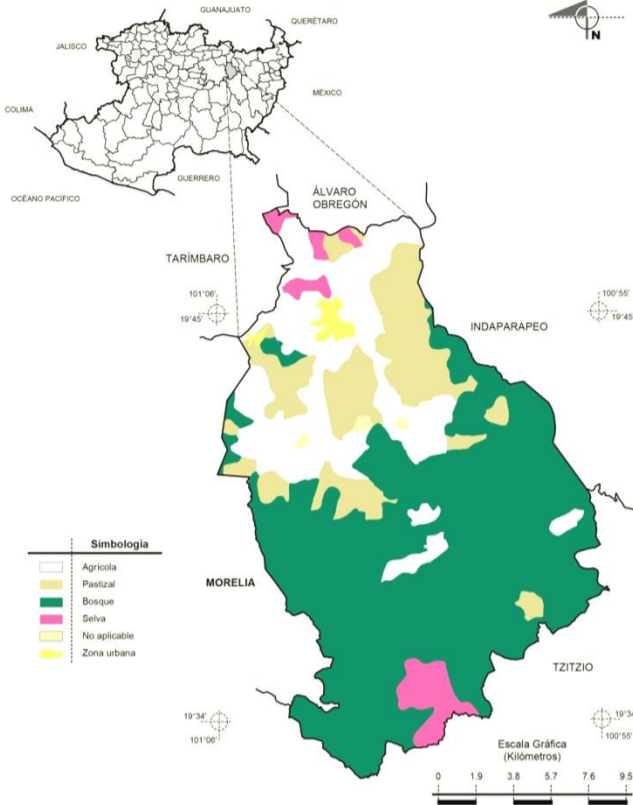 GUANAJUATO
QUERÉTARO
JALISCO
MÉXICO
COLIMA
GUERRERO
OCÉANO PACÍFICO
N
ÁLVARO
OBREGÓN
TARÍMBARO
101°06'
19°45'
100°55'
19°45'
INDAPARAPEO
Simbología
Agrícola
Pastizal
Bosque
Selva
No aplicable
Zona urbana
MORELIA
TZITZIO
19°34'
101°06'
19°34'
100°55'
Escala Gráfica
(Kilómetros)
0 1.9 3.8 5.7 7.6 9.5